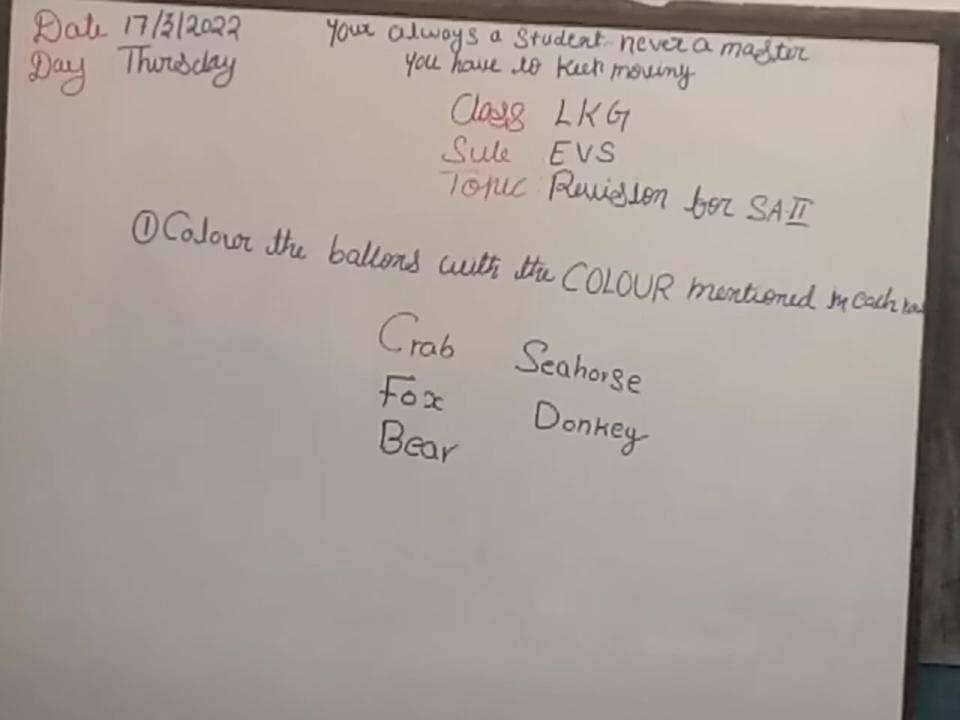 Date 17/3/2022
Your always a student never a master
Day Thursday
You have to keep moving
Class LKG
Sub EVS
Topic Revision for SA-II
① Colour the ballons with the COLOUR mentioned in each
Crab Seahorse
Fox Donkey
Bear